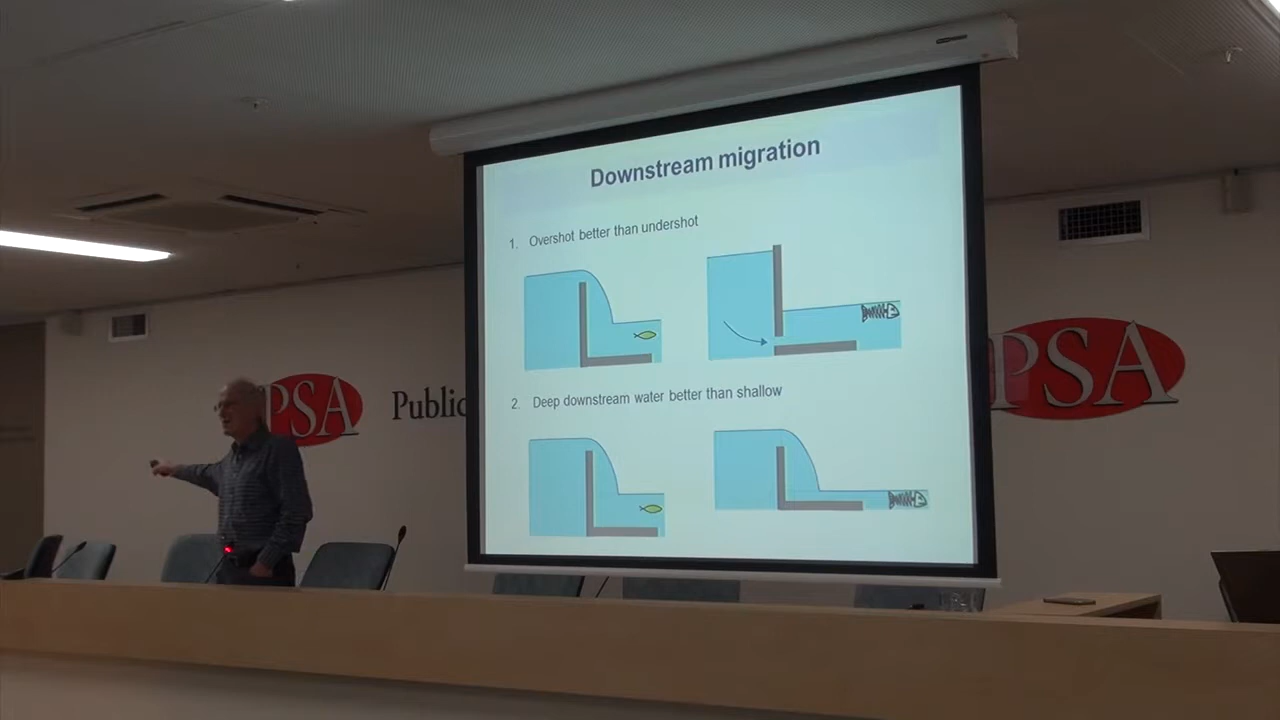 Downstream migration
1. Overshot better than undershot
2. Deep downstream water better than shallow
PSA
Public
PSA